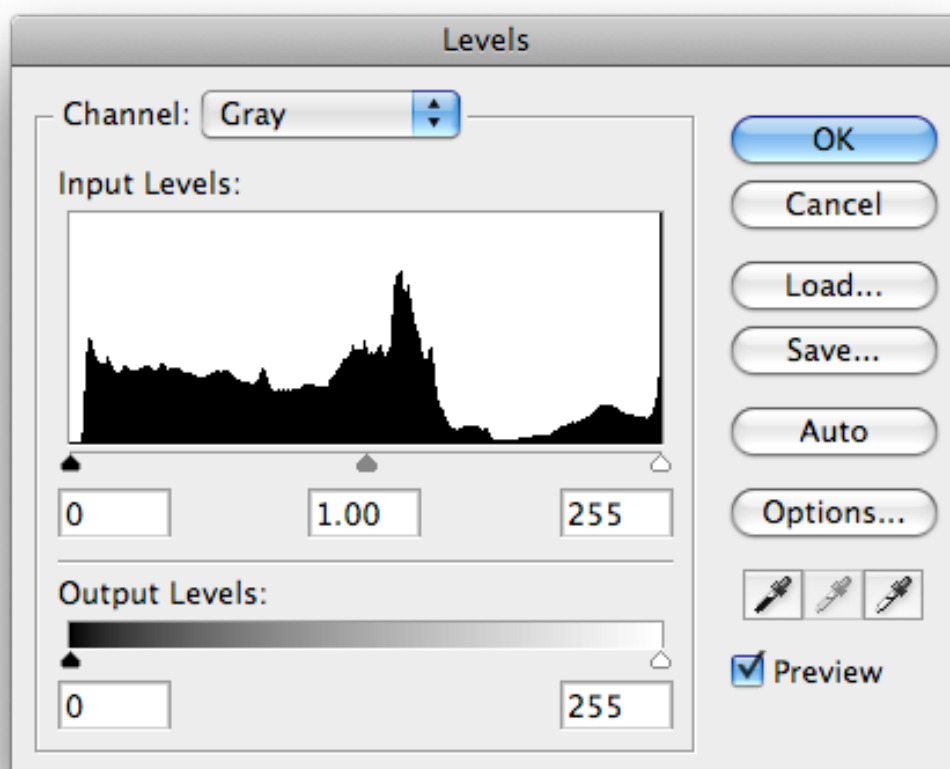 Levels
Channel: Gray
OK
Input Levels:
Cancel
Load...
Save...
Auto
0 1.00 255
Options...
Output Levels:
Preview
0 255